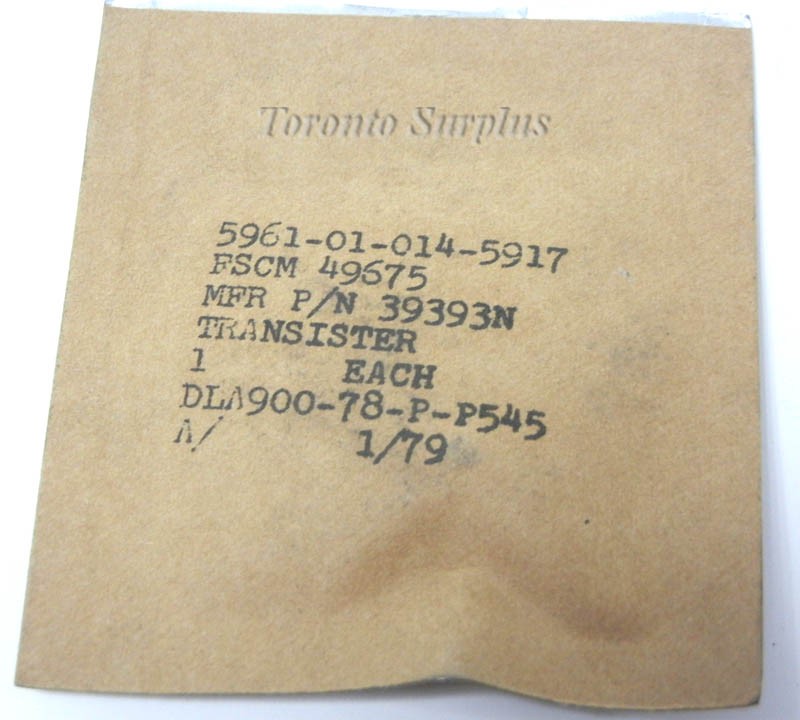 Toronto Surplus
5961-01-014-5917
FSCM 49675
MFR P/N 39393N
TRANSISTER
1 EACH
DLA900-78-P-P545
A/ 1/79